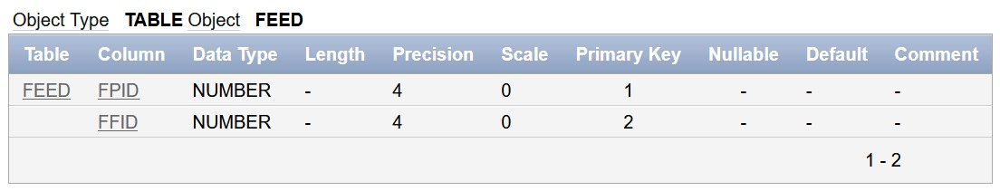 Object Type TABLE Object FEED
Table Column Data Type Length Precision Scale Primary Key Nullable Default Comment
FEED FPID NUMBER - 4 0 1 - - -
FFID NUMBER - 4 0 2 - - -
1 - 2